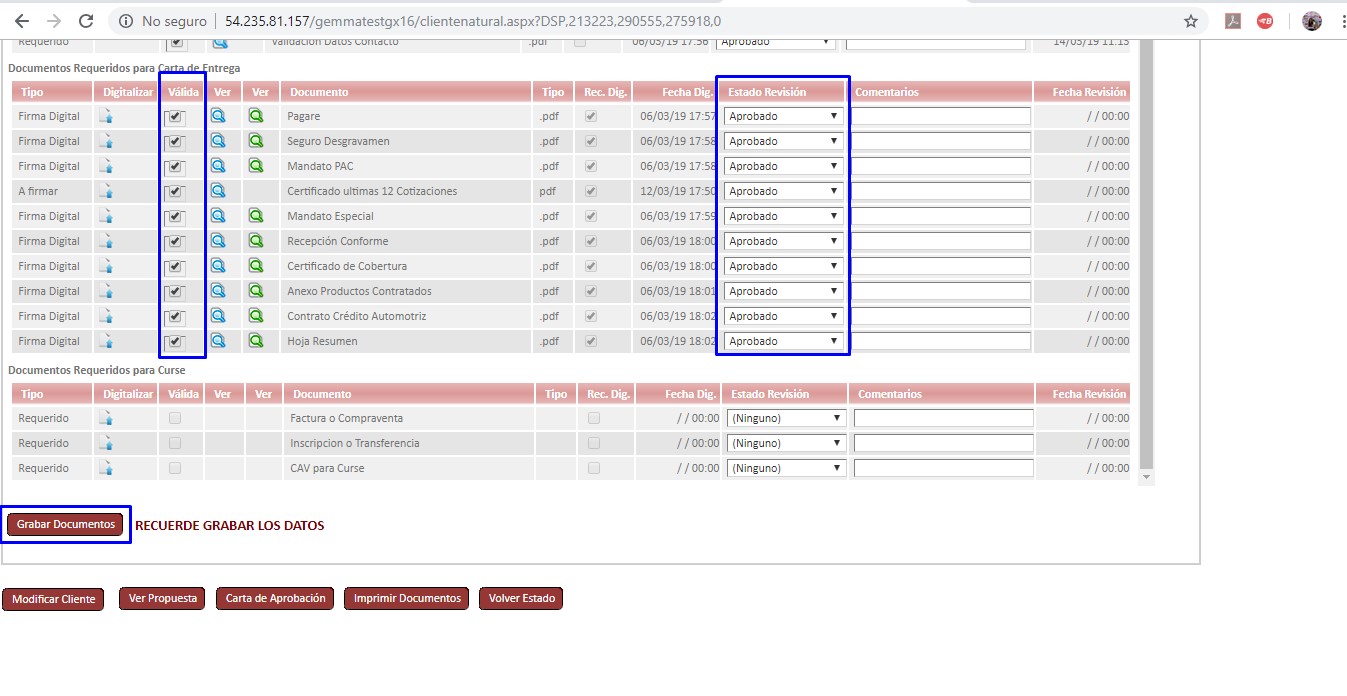 No seguro | 54.235.81.157/gemmatestgx16/clientenatural.aspx?DSP,213223,290555,275918,0
Requerido Validacion Datos Contacto .pdf 06/03/19 17:56 Aprobado 14/03/19 11:13
Documentos Requeridos para Carta de Entrega
Tipo Digitalizar Válida Ver Ver Documento Tipo Rec. Dig. Fecha Dig. Estado Revisión Comentarios Fecha Revisión
Firma Digital Pagare .pdf 06/03/19 17:57 Aprobado / / 00:00
Firma Digital Seguro Desgravamen .pdf 06/03/19 17:58 Aprobado / / 00:00
Firma Digital Mandato PAC .pdf 06/03/19 17:58 Aprobado / / 00:00
A firmar Certificado ultimas 12 Cotizaciones pdf 12/03/19 17:50 Aprobado / / 00:00
Firma Digital Mandato Especial .pdf 06/03/19 17:59 Aprobado / / 00:00
Firma Digital Recepción Conforme .pdf 06/03/19 18:00 Aprobado / / 00:00
Firma Digital Certificado de Cobertura .pdf 06/03/19 18:00 Aprobado / / 00:00
Firma Digital Anexo Productos Contratados .pdf 06/03/19 18:01 Aprobado / / 00:00
Firma Digital Contrato Crédito Automotriz .pdf 06/03/19 18:02 Aprobado / / 00:00
Firma Digital Hoja Resumen .pdf 06/03/19 18:02 Aprobado / / 00:00
Documentos Requeridos para Curse
Tipo Digitalizar Válida Ver Ver Documento Tipo Rec. Dig. Fecha Dig. Estado Revisión Comentarios Fecha Revisión
Requerido Factura o Compraventa / / 00:00 (Ninguno) / / 00:00
Requerido Inscripcion o Transferencia / / 00:00 (Ninguno) / / 00:00
Requerido CAV para Curse / / 00:00 (Ninguno) / / 00:00
Grabar Documentos RECUERDE GRABAR LOS DATOS
Modificar Cliente Ver Propuesta Carta de Aprobación Imprimir Documentos Volver Estado